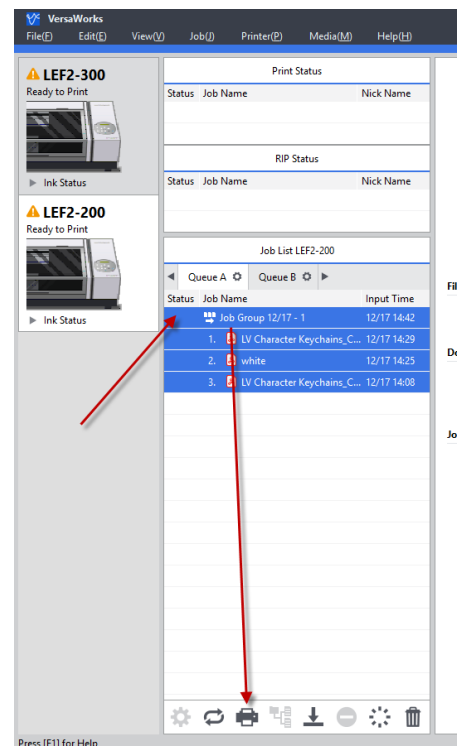 VersaWorks
File(F) Edit(E) View(V) Job(J) Printer(P) Media(M) Help(H)
LEF2-300
Ready to Print
Ink Status
LEF2-200
Ready to Print
Ink Status
Print Status
Status Job Name Nick Name
RIP Status
Status Job Name Nick Name
Job List LEF2-200
Queue A Queue B
Status Job Name Input Time
Job Group 12/17 - 1 12/17 14:42
1. LV Character Keychains_C... 12/17 14:29
2. white 12/17 14:25
3. LV Character Keychains_C... 12/17 14:08
Fil
De
Jo
Press [F1] for Help